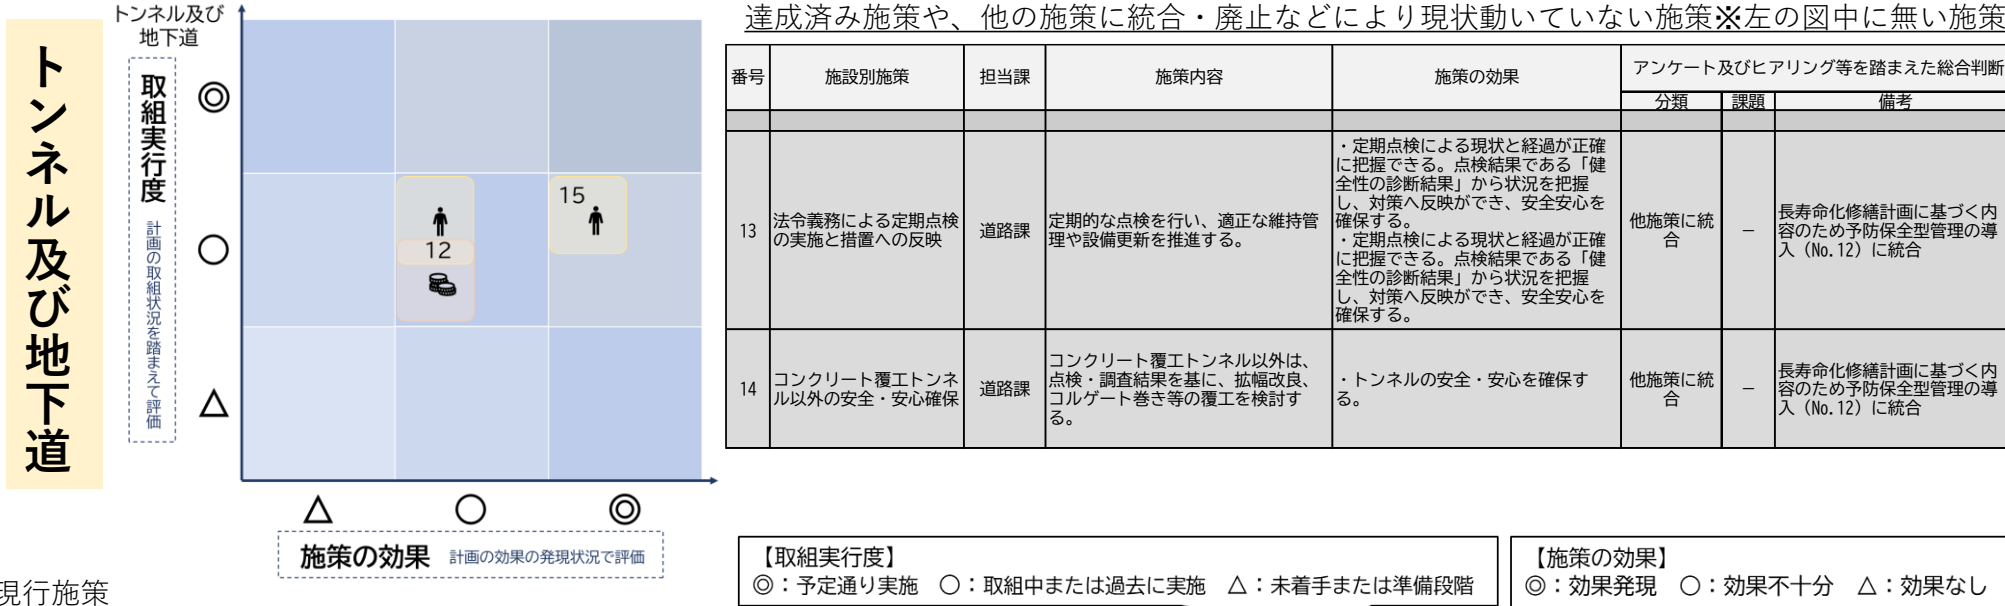 トンネル及び地下道
トンネル及び
地下道
取組実行度
計画の取組状況を踏まえて評価
◎
○
△
15
12
△ ○ ◎
施策の効果 計画の効果の発現状況で評価
現行施策
達成済み施策や、他の施策に統合・廃止などにより現状動いていない施策※左の図中に無い施策
番号 施設別施策 担当課 施策内容 施策の効果 アンケート及びヒアリング等を踏まえた総合判断
分類 課題 備考
13
法令義務による定期点検
の実施と措置への反映
道路課
定期的な点検を行い、適正な維持管
理や設備更新を推進する。
・定期点検による現状と経過が正確
に把握できる。点検結果である「健
全性の診断結果」から状況を把握
し、対策へ反映ができ、安全安心を
確保する。
・定期点検による現状と経過が正確
に把握できる。点検結果である「健
全性の診断結果」から状況を把握
し、対策へ反映ができ、安全安心を
確保する。
他施策に統
合
－
長寿命化修繕計画に基づく内
容のため予防保全型管理の導
入（No.12）に統合
14
コンクリート覆工トンネ
ル以外の安全・安心確保
道路課
コンクリート覆工トンネル以外は、
点検・調査結果を基に、拡幅改良、
コルゲート巻き等の覆工を検討す
る。
・トンネルの安全・安心を確保す
る。
他施策に統
合
－
長寿命化修繕計画に基づく内
容のため予防保全型管理の導
入（No.12）に統合
【取組実行度】
◎：予定通り実施 ○：取組中または過去に実施 △：未着手または準備段階
【施策の効果】
◎：効果発現 ○：効果不十分 △：効果なし